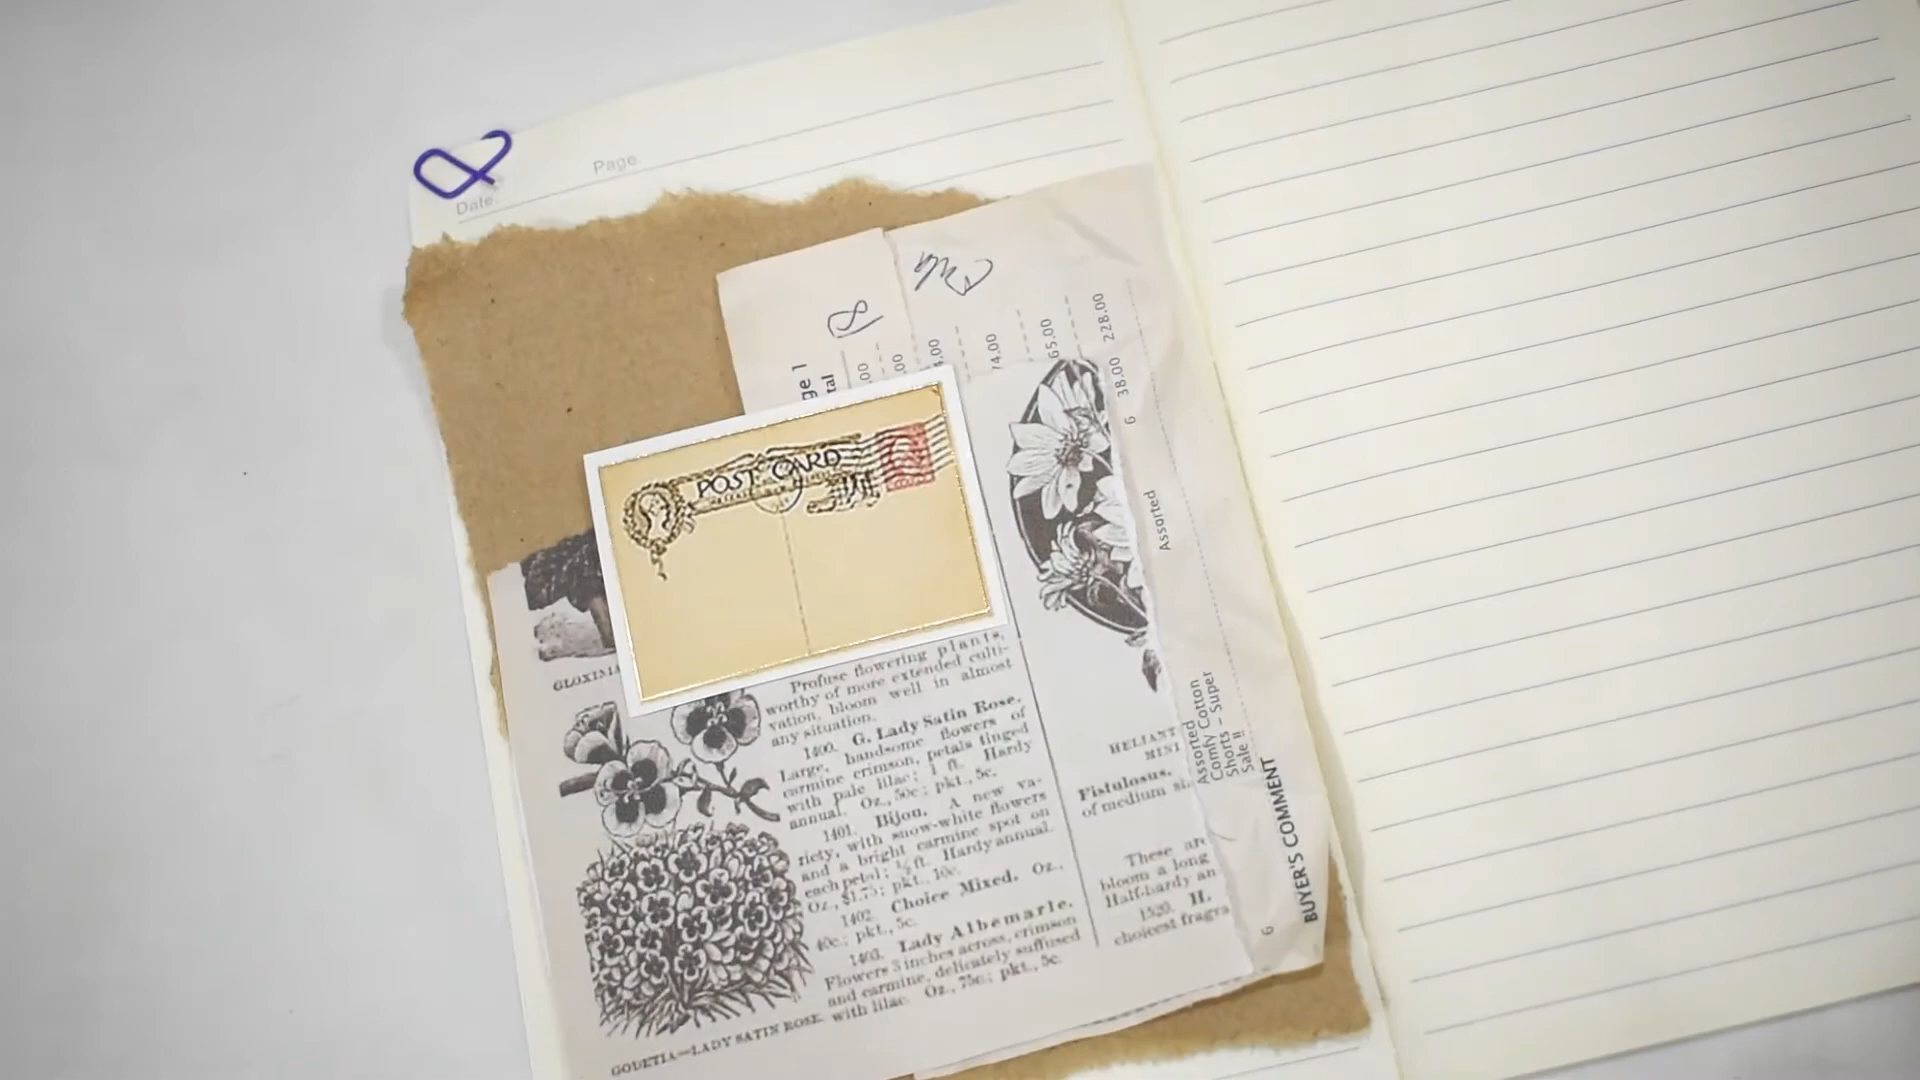 Page
Date:
ge 1
tal
.00
.00
4.00
74.00
65.00
6 38.00 228.00
Assorted
Assorted Cotton
Comfy -
Shorts - Super
Sale !!
6
BUYER'S COMMENT
POST CARD
GLOXINIA
Profuse flowering plants,
worthy of more extended culti-
vation, bloom well in almost
any situation.
1400. G. Lady Satin Rose.
Large, handsome flowers of
carmine crimson, petals tinged
with pale lilac; 1 ft. Hardy
annual. Oz., 50c; pkt., 5c.
1401. Bijou. A new va-
riety, with snow-white flowers
and a bright carmine spot on
each petal; ½ ft. Hardy annual.
Oz., $1.75; pkt., 10c.
1402. Choice Mixed. Oz.,
40c.; pkt., 5c.
1403. Lady Albemarle.
Flowers 3 inches across, crimson
and carmine, delicately suffused
with lilac. Oz., 75c.; pkt., 5c.
GODETIA—LADY SATIN ROSE
HELIANT
MINI
Fistulosus.
of medium
These are
bloom a long
Half-hardy an
1520. H.
choicest fragra